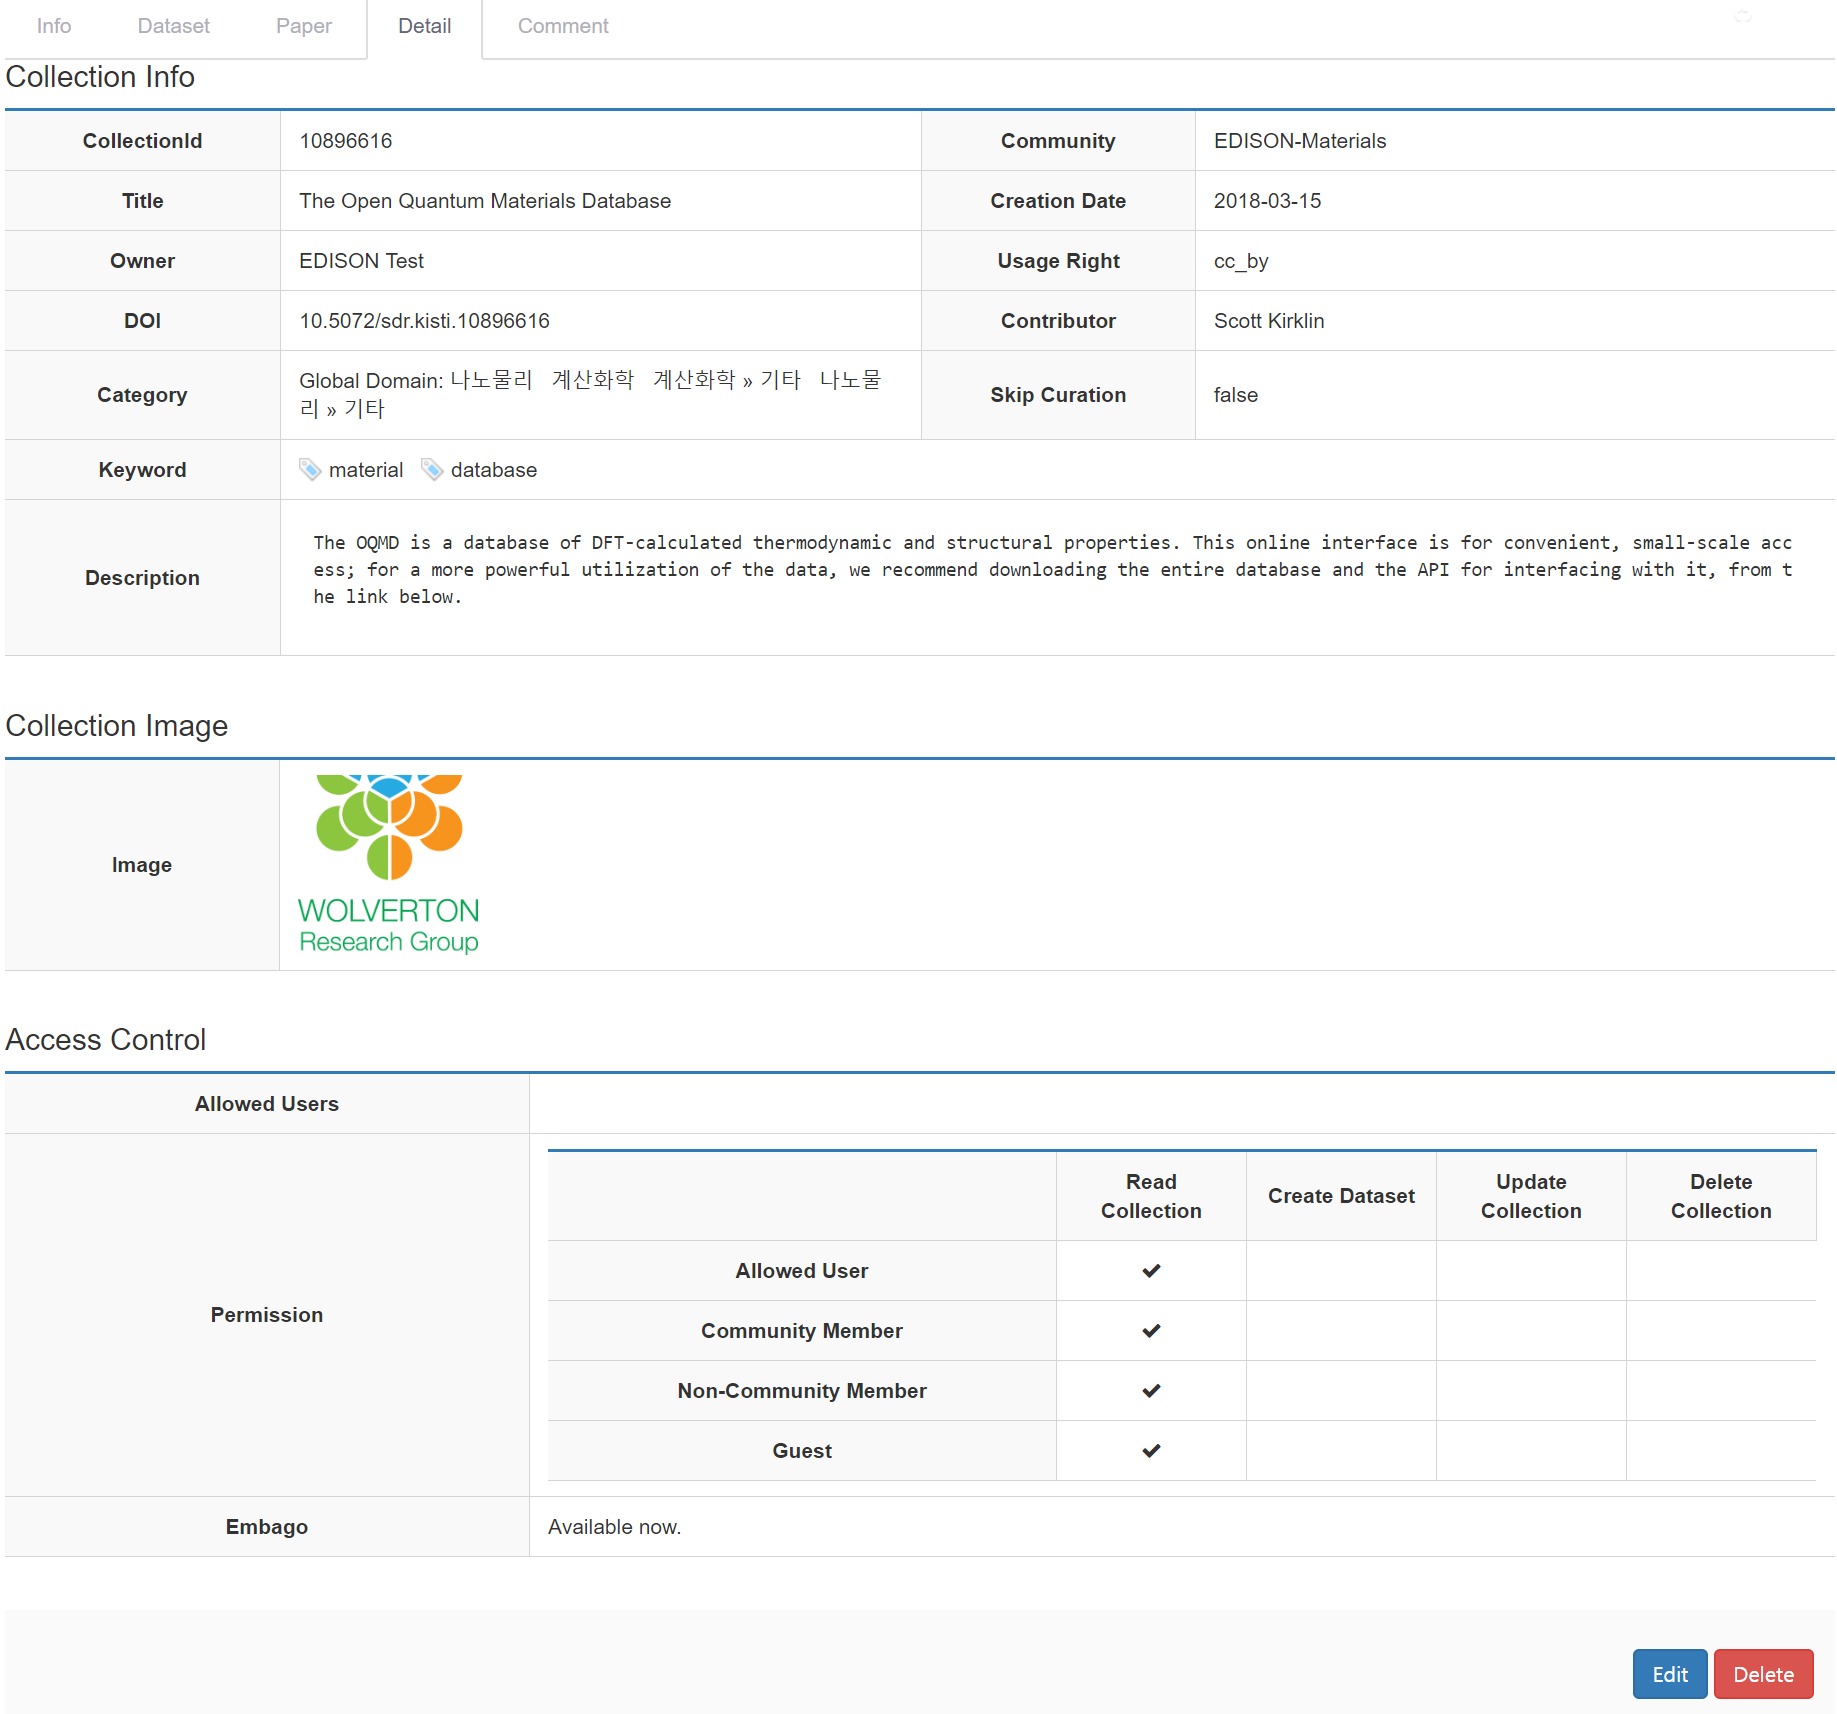 Info Dataset Paper Detail Comment
Collection Info
CollectionId 10896616 Community EDISON-Materials
Title The Open Quantum Materials Database Creation Date 2018-03-15
Owner EDISON Test Usage Right cc_by
DOI 10.5072/sdr.kisti.10896616 Contributor Scott Kirklin
Category Global Domain: 나노물리 계산화학 계산화학 » 기타 나노물
리 » 기타 Skip Curation false
Keyword material database
Description
The OQMD is a database of DFT-calculated thermodynamic and structural properties. This online interface is for convenient, small-scale acc
ess; for a more powerful utilization of the data, we recommend downloading the entire database and the API for interfacing with it, from t
he link below.
Collection Image
Image
WOLVERTON
Research Group
Access Control
Allowed Users
Permission
Read Collection Create Dataset Update Collection Delete Collection
Allowed User
Community Member
Non-Community Member
Guest
Embago Available now.
Edit Delete